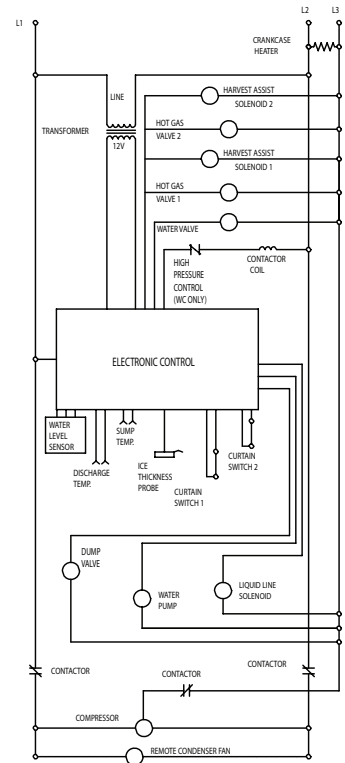 L1
L2
L3
CRANKCASE
HEATER
LINE
HARVEST ASSIST
SOLENOID 2
TRANSFORMER
HOT GAS
VALVE 2
12V
HARVEST ASSIST
SOLENOID 1
HOT GAS
VALVE 1
WATER VALVE
HIGH
PRESSURE
CONTROL
(WC ONLY)
CONTACTOR
COIL
ELECTRONIC CONTROL
WATER
LEVEL
SENSOR
SUMP
TEMP.
DISCHARGE
TEMP.
ICE
THICKNESS
PROBE
CURTAIN
SWITCH 1
CURTAIN
SWITCH 2
DUMP
VALVE
WATER
PUMP
LIQUID LINE
SOLENOID
CONTACTOR
CONTACTOR
CONTACTOR
COMPRESSOR
REMOTE CONDENSER FAN